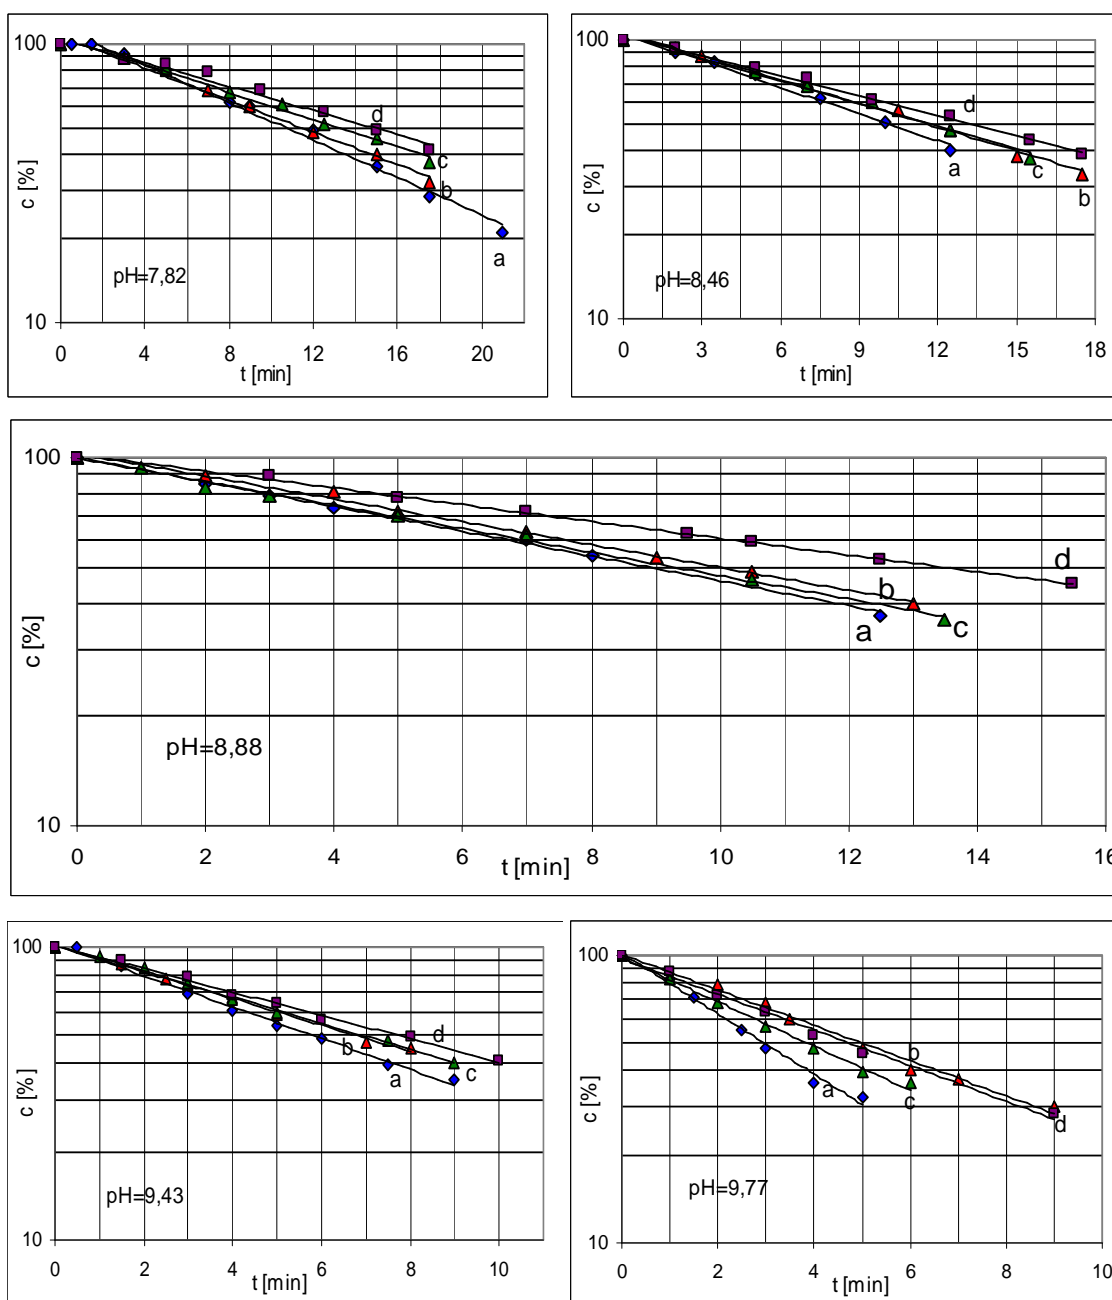 100
10
c [%]
d
c
b
a
pH=7,82
0 4 8 12 16 20
t [min]
100
10
c [%]
d
a
c
b
pH=8,46
0 3 6 9 12 15 18
t [min]
100
10
c [%]
d
b
a
c
pH=8,88
0 2 4 6 8 10 12 14 16
t [min]
100
10
c [%]
d
b
a
c
pH=9,43
0 2 4 6 8 10
t [min]
100
10
c [%]
b
a
c
d
pH=9,77
0 2 4 6 8 10
t [min]